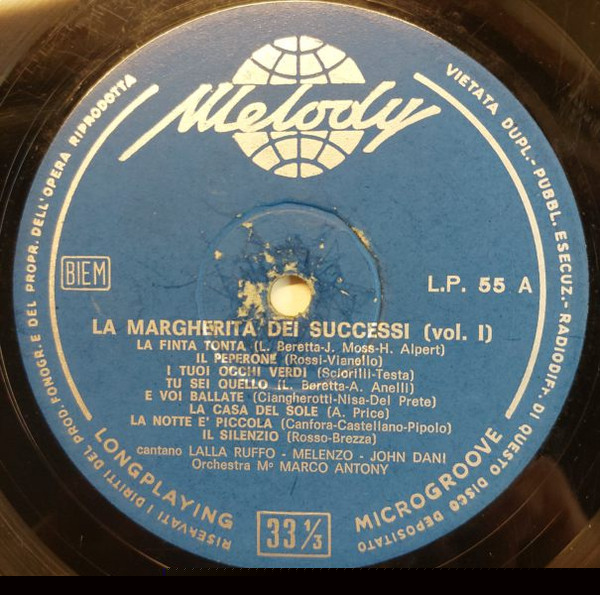 Melody
RISERVATI I DIRITTI DEL PROD. FONOGR. E DEL PROPR. DELL'OPERA RIPRODOTTA
VIETATA DUPL.- PUBBL. ESECUZ.- RADIODIFF. DI QUESTO DISCO DEPOSITATO
BIEM
L.P. 55 A
LA MARGHERITA DEI SUCCESSI (vol. I)
LA FINTA TONTA (L. Beretta-J. Moss-H. Alpert)
IL PEPERONE (Rossi-Vianello)
I TUOI OCCHI VERDI (Sciorilli-Testa)
TU SEI QUELLO (L. Beretta-A. Anelli)
E VOI BALLATE (Ciangherotti-Nisa-Del Prete)
LA CASA DEL SOLE (A. Price)
LA NOTTE E' PICCOLA (Canfora-Castellano-Pipolo)
IL SILENZIO (Rosso-Brezza)
cantano LALLA RUFFO - MELENZO - JOHN DANI
Orchestra Mº MARCO ANTONY
LONGPLAYING
33 1/3
MICROGROOVE